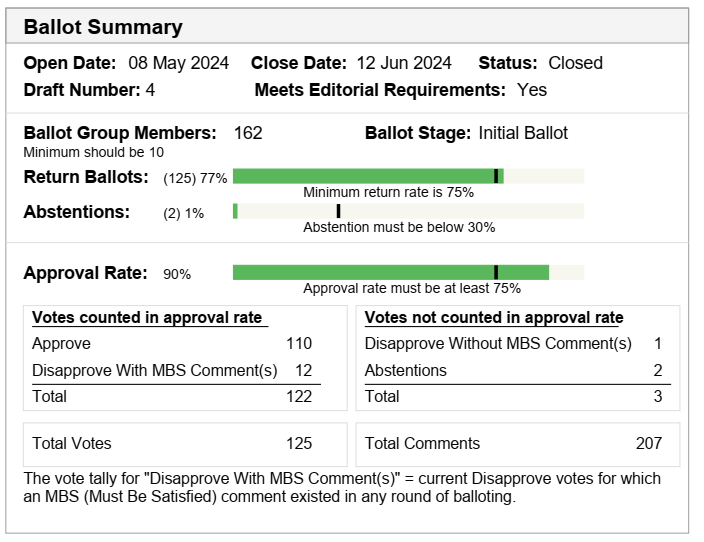 Ballot Summary
Open Date: 08 May 2024 Close Date: 12 Jun 2024 Status: Closed
Draft Number: 4 Meets Editorial Requirements: Yes
Ballot Group Members: 162 Ballot Stage: Initial Ballot
Minimum should be 10
Return Ballots: (125) 77%
Minimum return rate is 75%
Abstentions: (2) 1%
Abstention must be below 30%
Approval Rate: 90%
Approval rate must be at least 75%
Votes counted in approval rate
Approve 110
Disapprove With MBS Comment(s) 12
Total 122
Votes not counted in approval rate
Disapprove Without MBS Comment(s) 1
Abstentions 2
Total 3
Total Votes 125
Total Comments 207
The vote tally for "Disapprove With MBS Comment(s)" = current Disapprove votes for which
an MBS (Must Be Satisfied) comment existed in any round of balloting.